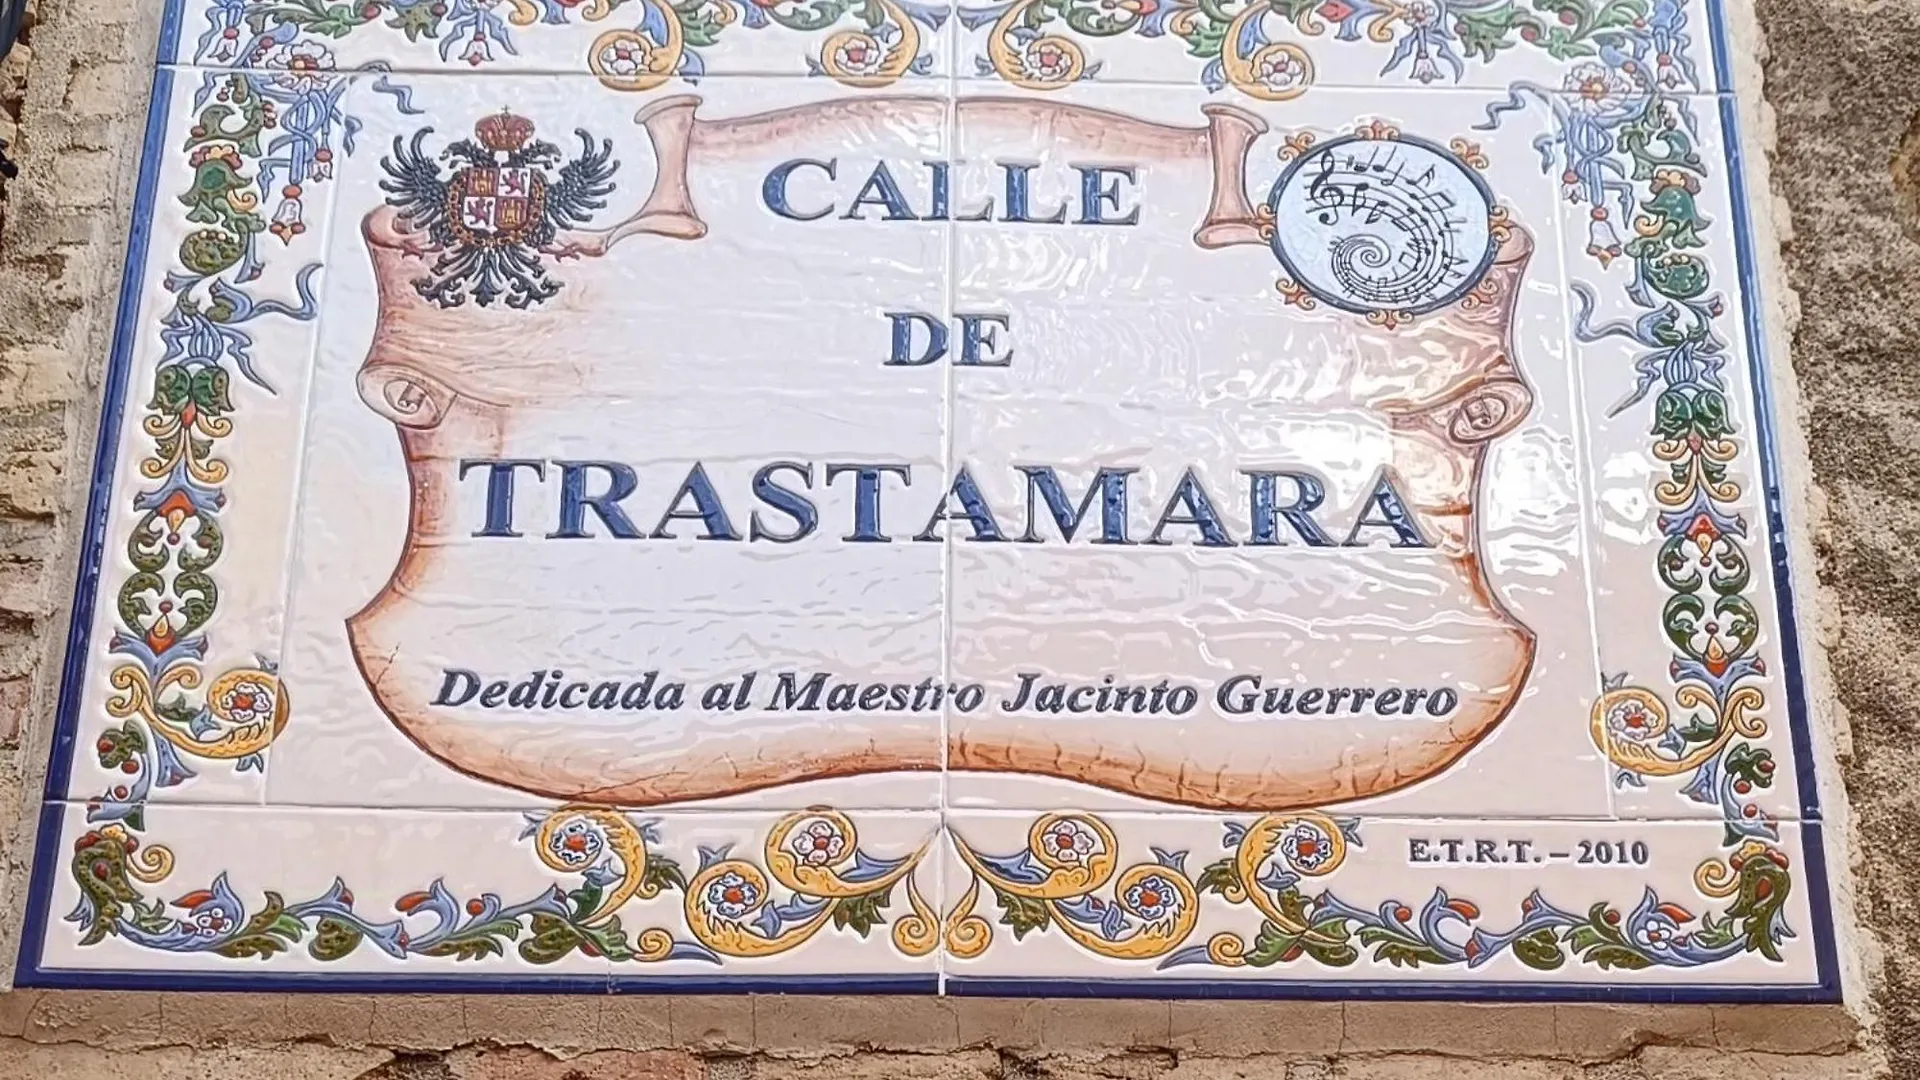 CALLE
DE
TRASTAMARA
Dedicada al Maestro Jacinto Guerrero
E.T.R.T. – 2010